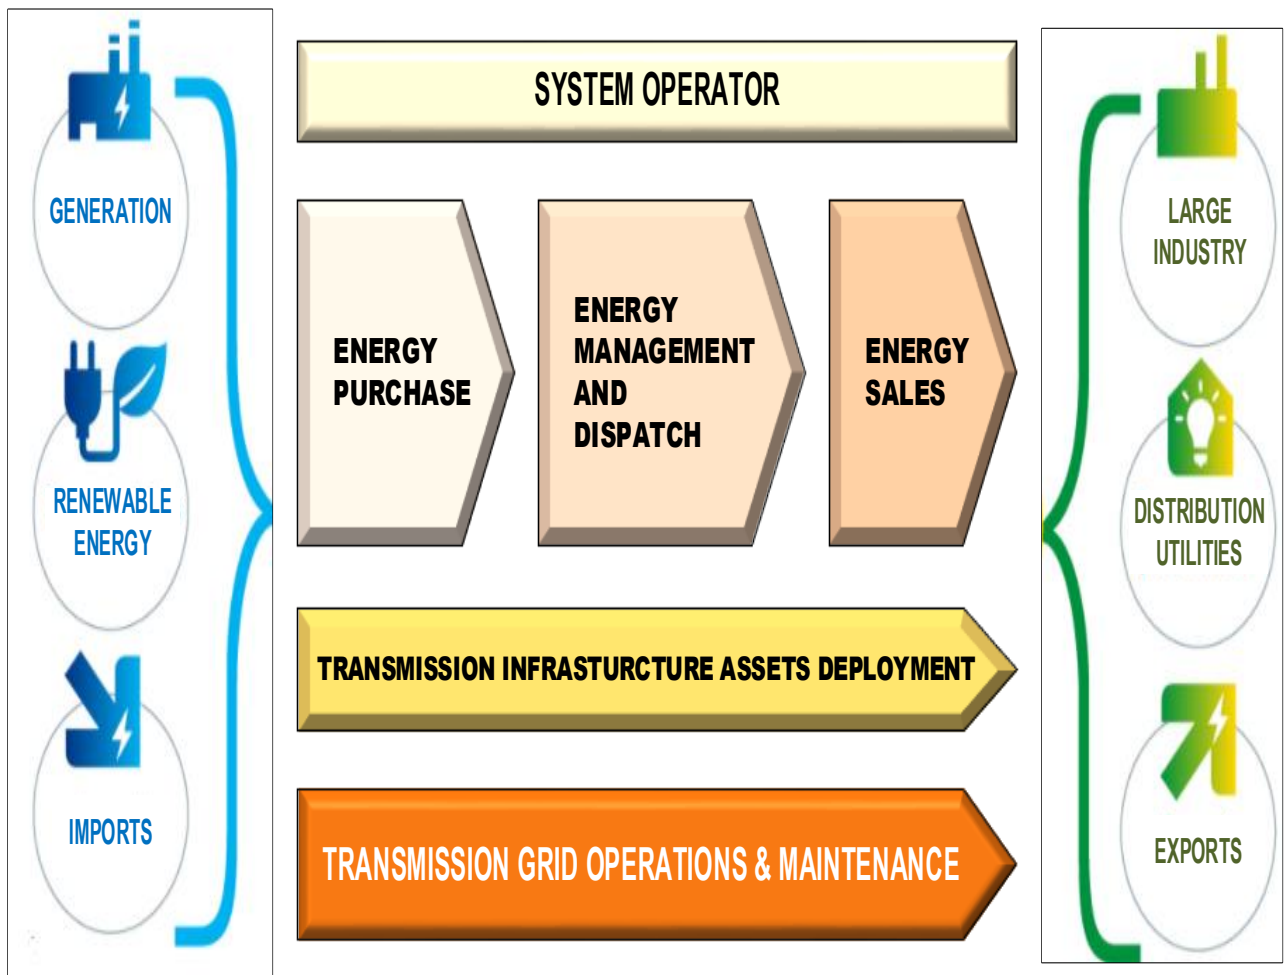 GENERATION
RENEWABLE
ENERGY
IMPORTS
SYSTEM OPERATOR
ENERGY
PURCHASE
ENERGY
MANAGEMENT
AND
DISPATCH
ENERGY
SALES
TRANSMISSION INFRASTURCTURE ASSETS DEPLOYMENT
TRANSMISSION GRID OPERATIONS & MAINTENANCE
LARGE
INDUSTRY
DISTRIBUTION
UTILITIES
EXPORTS